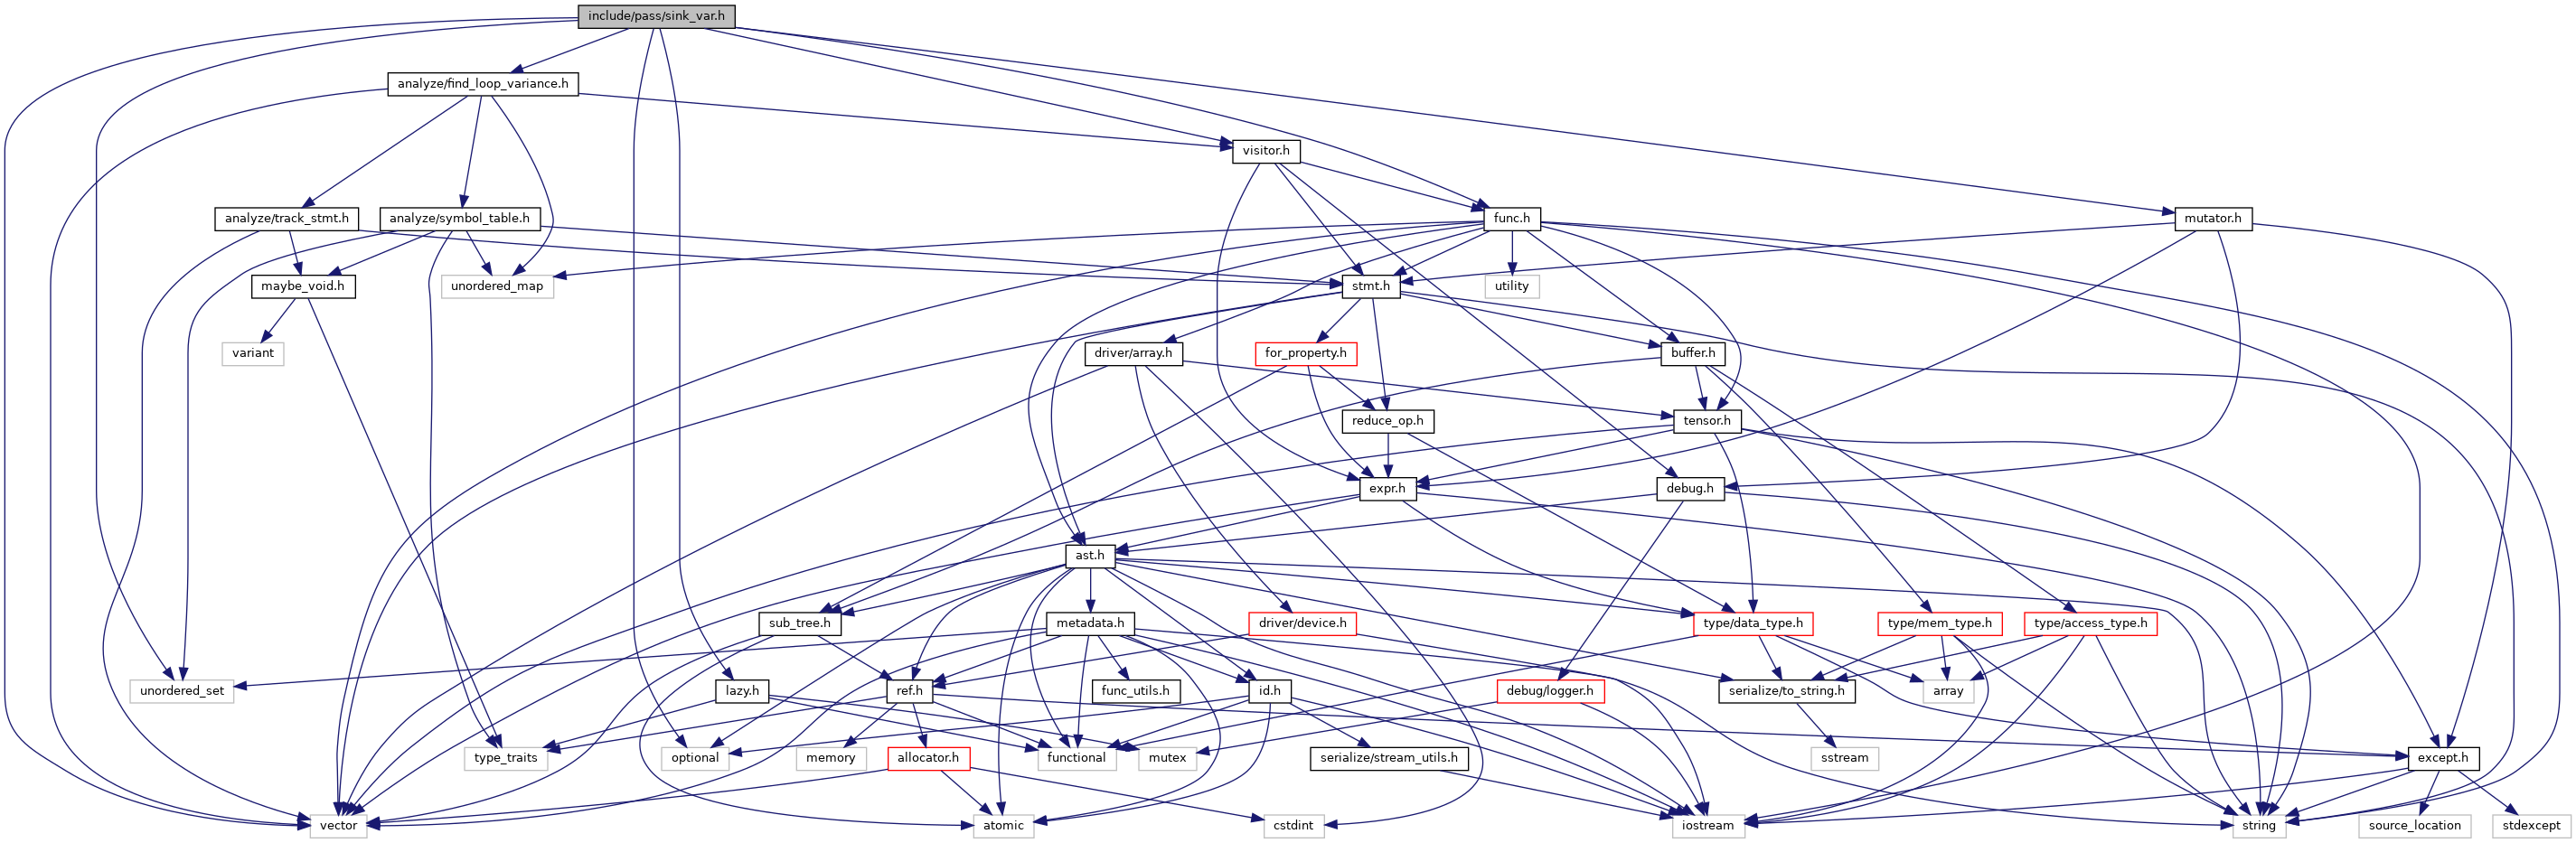 include/pass/sink_var.h
analyze/find_loop_variance.h
visitor.h
analyze/track_stmt.h
analyze/symbol_table.h
func.h
mutator.h
maybe_void.h
unordered_map
stmt.h
utility
variant
driver/array.h
for_property.h
buffer.h
reduce_op.h
tensor.h
expr.h
debug.h
ast.h
sub_tree.h
metadata.h
driver/device.h
type/data_type.h
type/mem_type.h
type/access_type.h
unordered_set
lazy.h
ref.h
func_utils.h
id.h
debug/logger.h
serialize/to_string.h
array
type_traits
optional
memory
allocator.h
functional
mutex
serialize/stream_utils.h
sstream
except.h
vector
atomic
cstdint
iostream
string
source_location
stdexcept